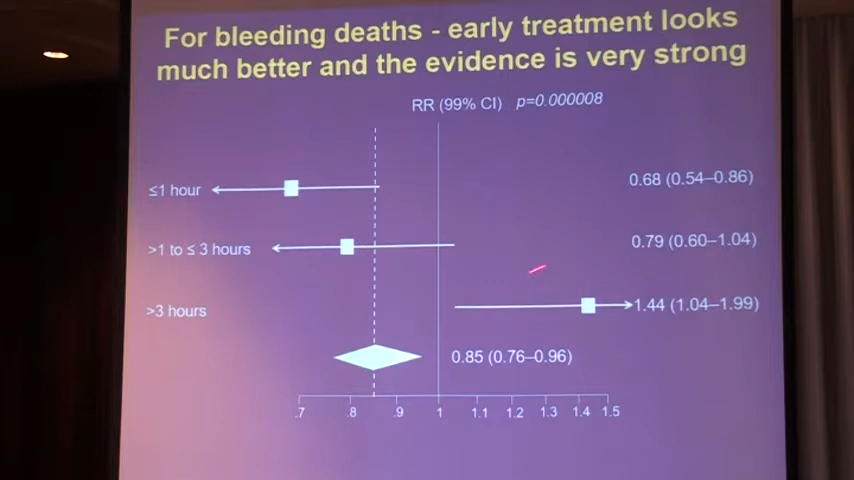 For bleeding deaths - early treatment looks
much better and the evidence is very strong
RR (99% CI) p=0.000008
≤1 hour 0.68 (0.54–0.86)
>1 to ≤ 3 hours 0.79 (0.60–1.04)
>3 hours 1.44 (1.04–1.99)
0.85 (0.76–0.96)
.7 .8 .9 1 1.1 1.2 1.3 1.4 1.5